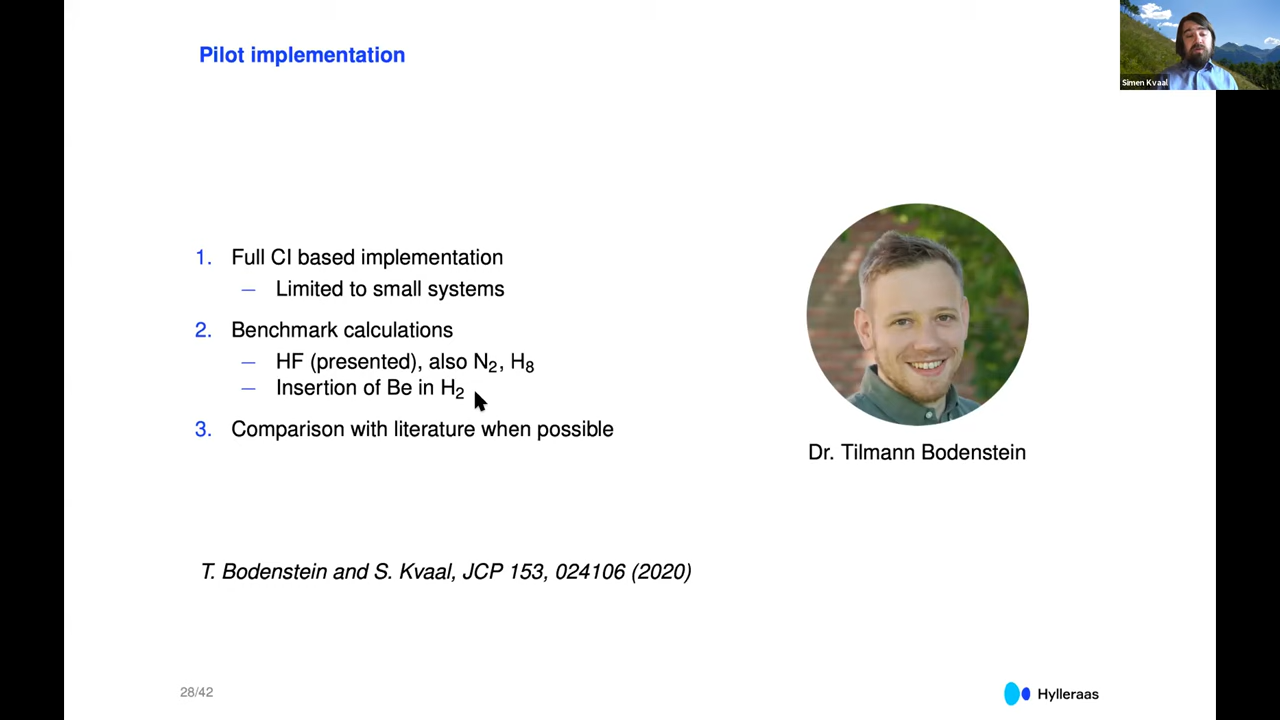 Pilot implementation
Simen Kvaal
1. Full CI based implementation
– Limited to small systems
2. Benchmark calculations
– HF (presented), also N₂, H₈
– Insertion of Be in H₂
3. Comparison with literature when possible
Dr. Tilmann Bodenstein
T. Bodenstein and S. Kvaal, JCP 153, 024106 (2020)
28/42
Hylleraas